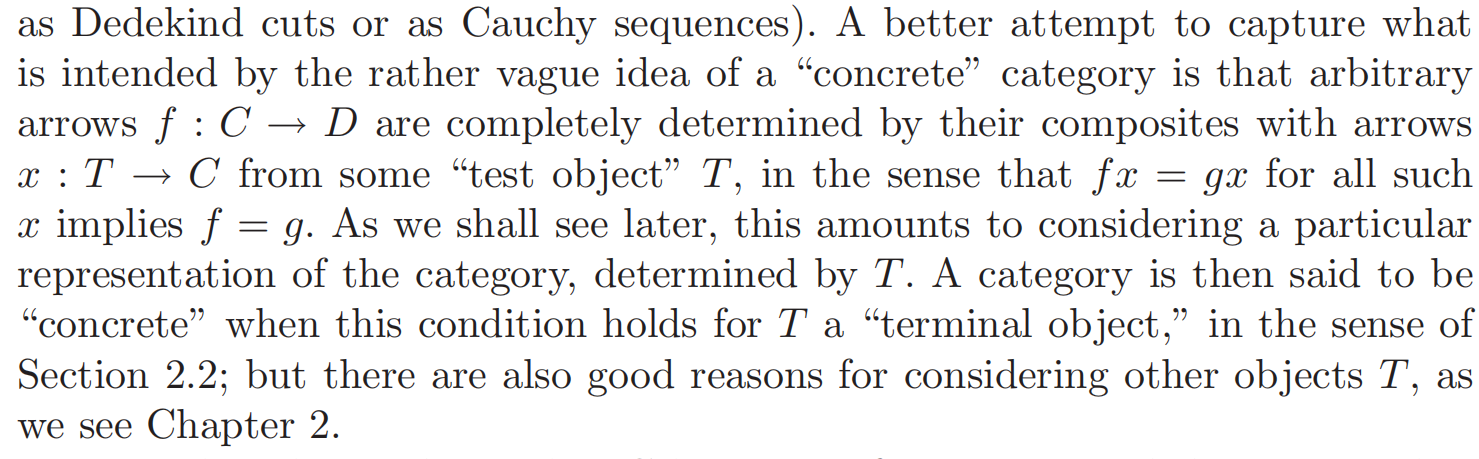 as Dedekind cuts or as Cauchy sequences). A better attempt to capture what
is intended by the rather vague idea of a “concrete” category is that arbitrary
arrows f : C → D are completely determined by their composites with arrows
x : T → C from some “test object” T, in the sense that fx = gx for all such
x implies f = g. As we shall see later, this amounts to considering a particular
representation of the category, determined by T. A category is then said to be
“concrete” when this condition holds for T a “terminal object,” in the sense of
Section 2.2; but there are also good reasons for considering other objects T, as
we see Chapter 2.